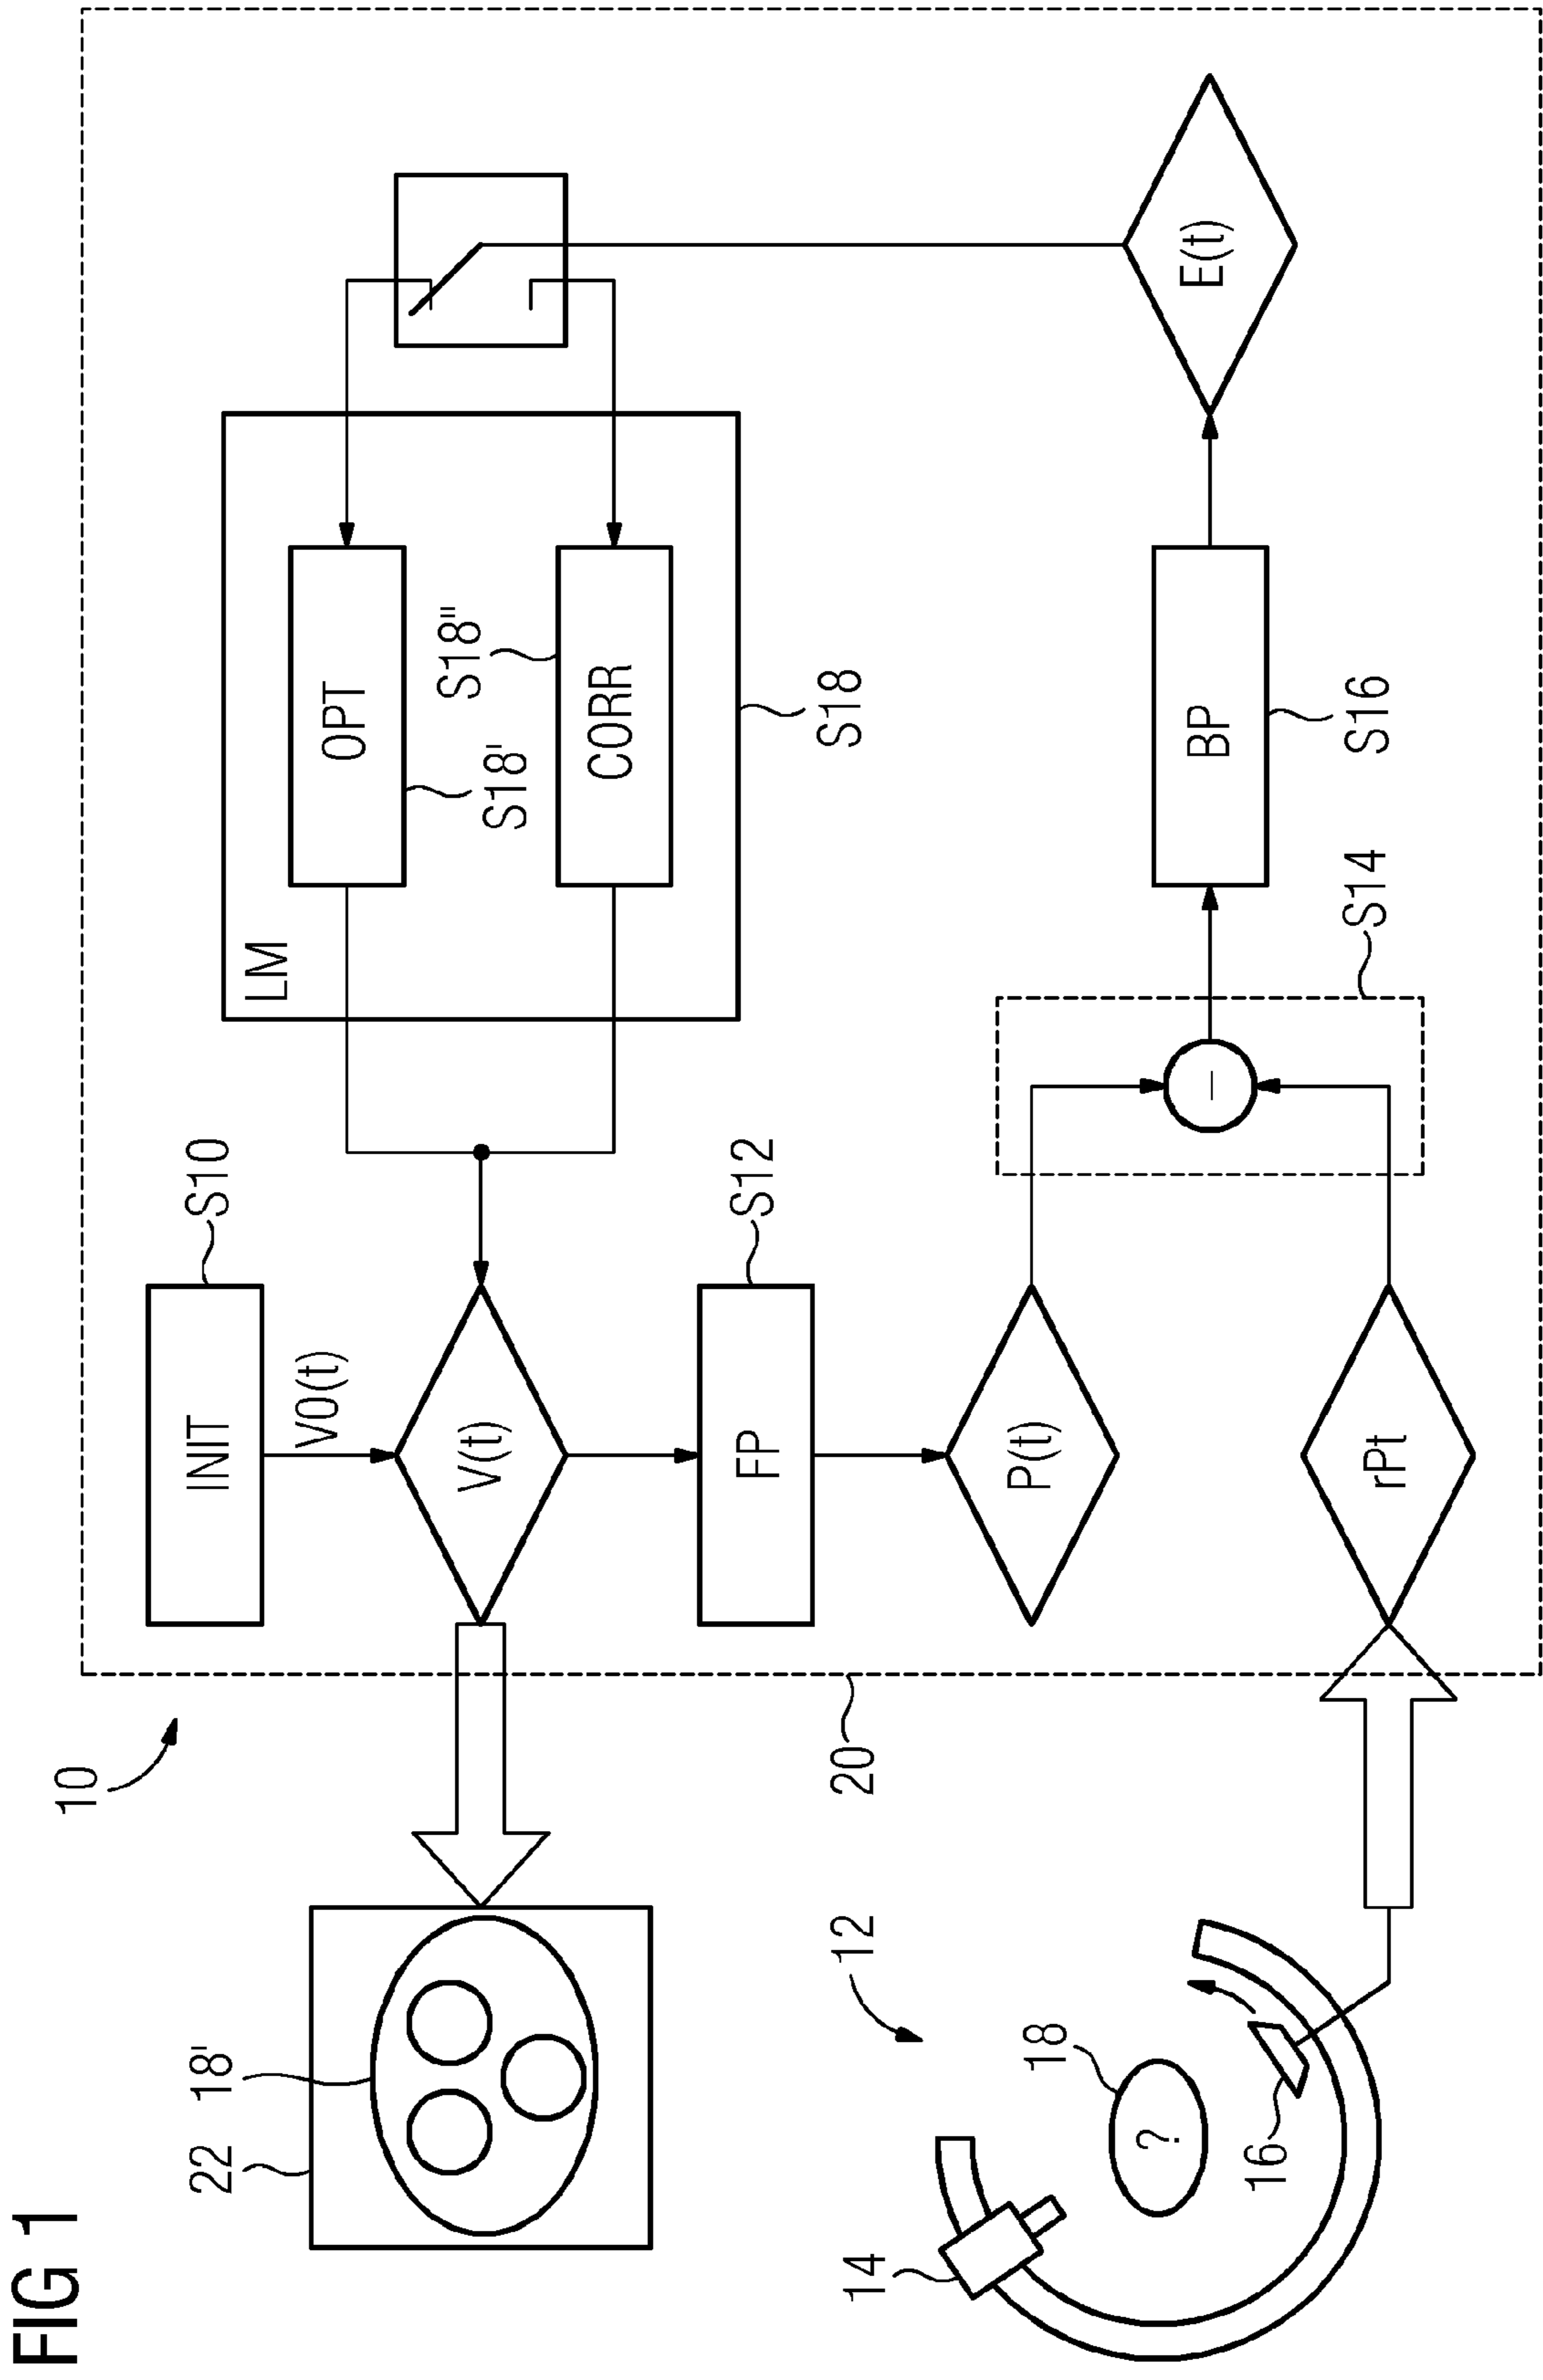 FIG 1
10
S10
INIT
V0(t)
V(t)
LM
OPT
S18'
S18"
CORR
S18
22
18'
FP
S12
P(t)
20
12
14
18
?
16
rPt
–
S14
BP
S16
E(t)